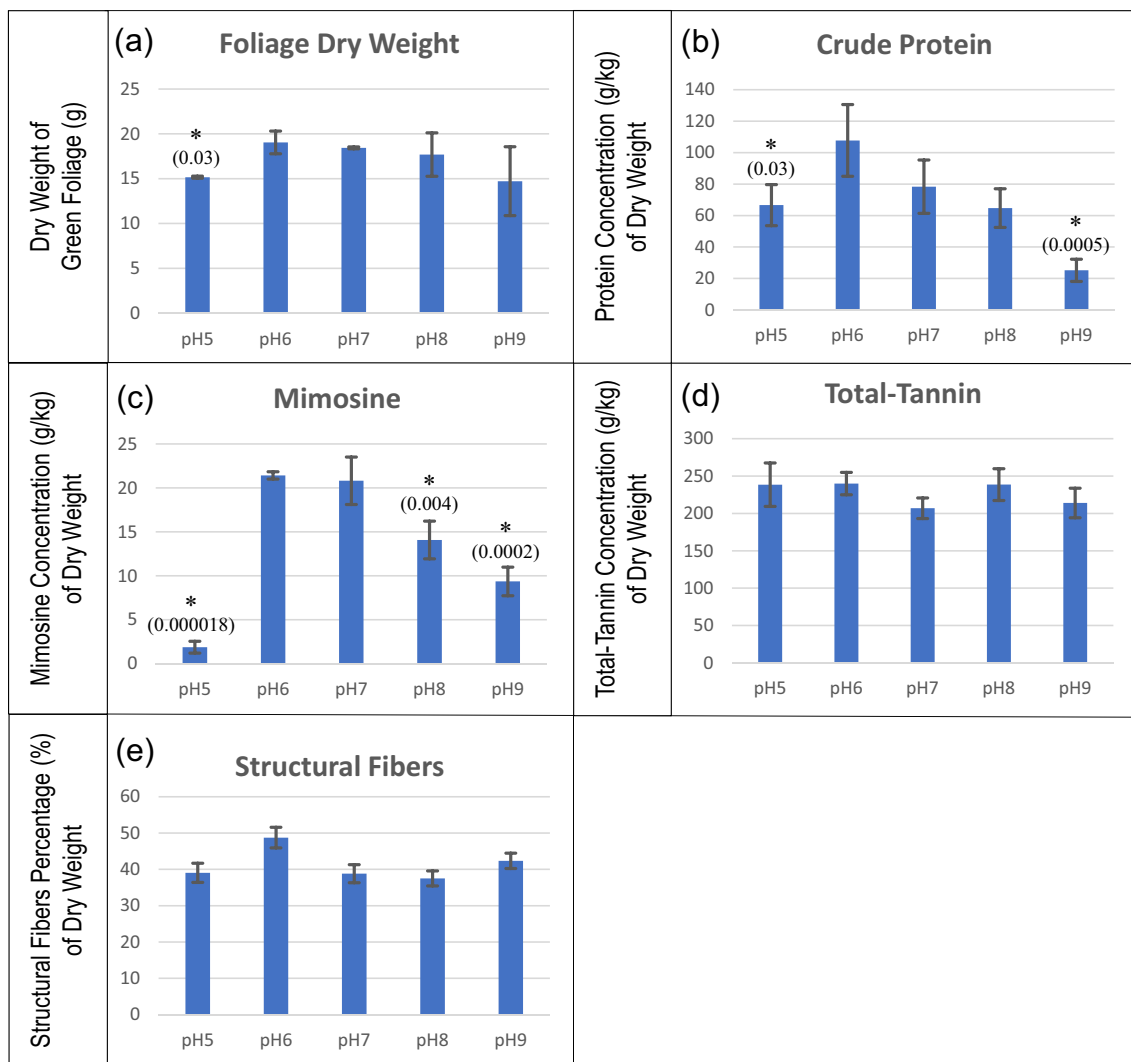 (a)
Foliage Dry Weight
Dry Weight of
Green Foliage (g)
25
20
15
10
5
0
*
(0.03)
pH5 pH6 pH7 pH8 pH9
(b)
Crude Protein
Protein Concentration (g/kg)
of Dry Weight
140
120
100
80
60
40
20
0
*
(0.03)
*
(0.0005)
pH5 pH6 pH7 pH8 pH9
(c)
Mimosine
Mimosine Concentration (g/kg)
of Dry Weight
25
20
15
10
5
0
*
(0.000018)
*
(0.004)
*
(0.0002)
pH5 pH6 pH7 pH8 pH9
(d)
Total-Tannin
Total-Tannin Concentration (g/kg)
of Dry Weight
300
250
200
150
100
50
0
pH5 pH6 pH7 pH8 pH9
(e)
Structural Fibers
Structural Fibers Percentage (%)
of Dry Weight
60
50
40
30
20
10
0
pH5 pH6 pH7 pH8 pH9